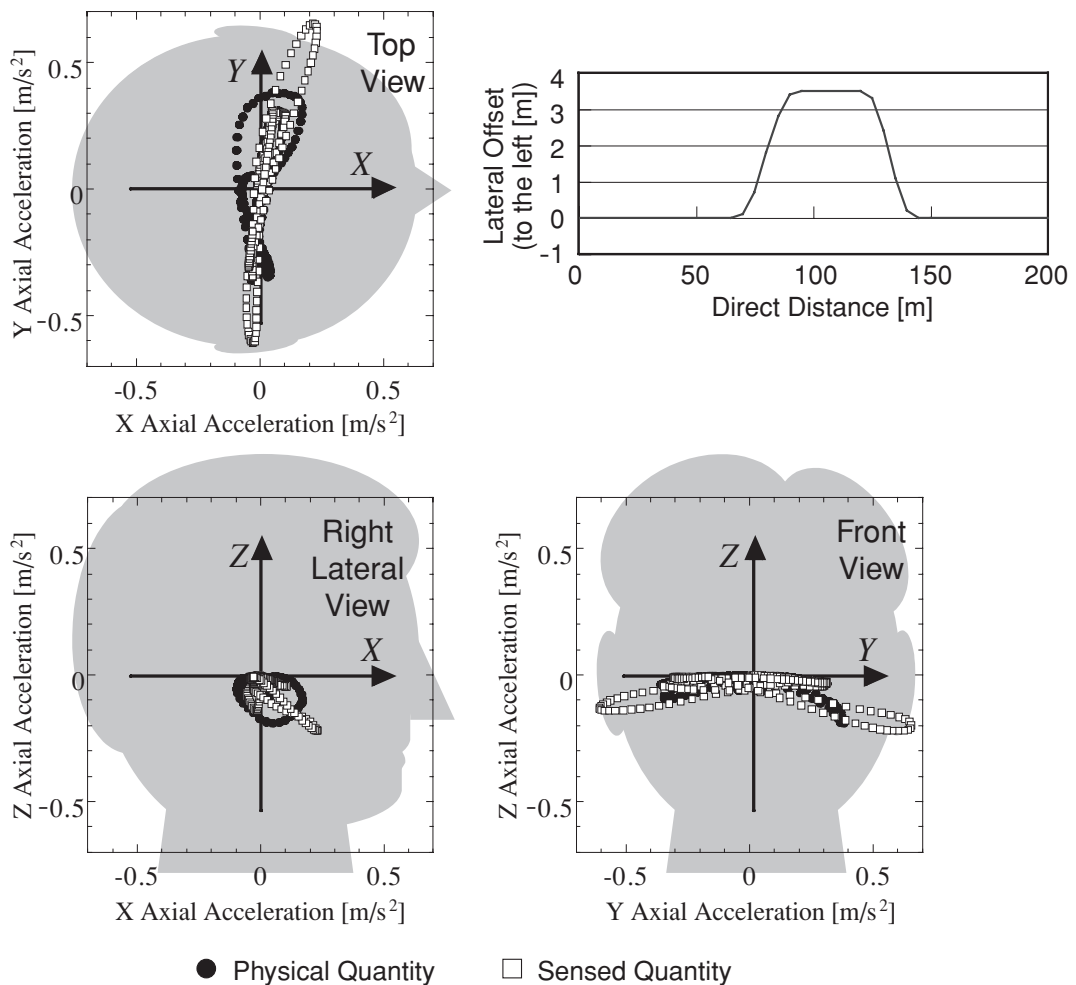 Top
View
Y
X
0.5
0
-0.5
Y Axial Acceleration [m/s²]
-0.5
0
0.5
X Axial Acceleration [m/s²]
4
3
2
1
0
-1
Lateral Offset
(to the left [m])
0
50
100
150
200
Direct Distance [m]
Right
Lateral
View
Z
X
0.5
0
-0.5
Z Axial Acceleration [m/s²]
-0.5
0
0.5
X Axial Acceleration [m/s²]
Front
View
Z
Y
0.5
0
-0.5
Z Axial Acceleration [m/s²]
-0.5
0
0.5
Y Axial Acceleration [m/s²]
Physical Quantity
Sensed Quantity